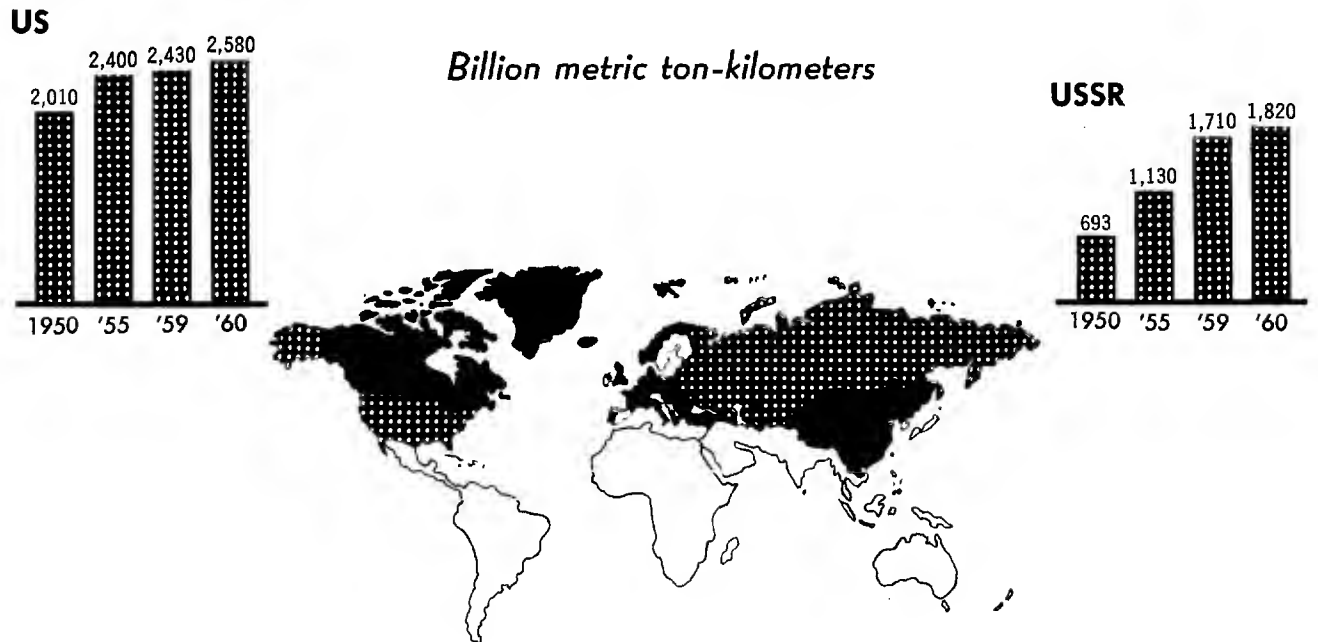 US
2,010 2,400 2,430 2,580
1950 '55 '59 '60
Billion metric ton-kilometers
USSR
693 1,130 1,710 1,820
1950 '55 '59 '60